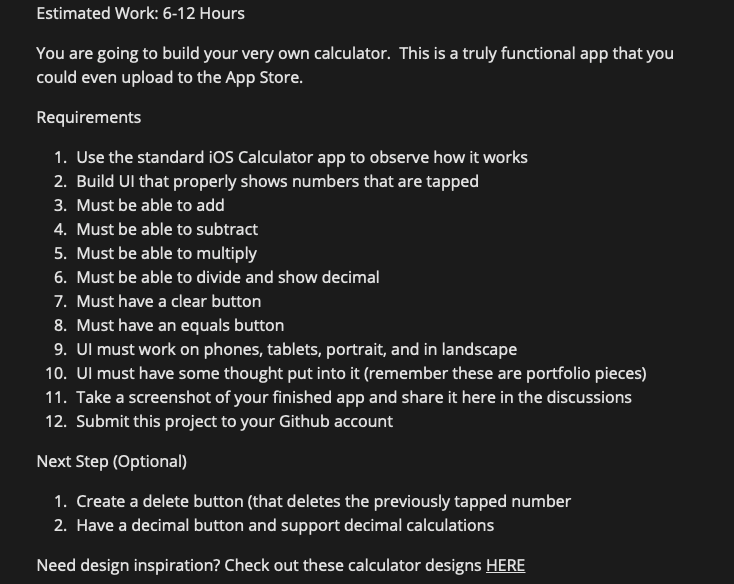 Estimated Work: 6-12 Hours
You are going to build your very own calculator.  This is a truly functional app that you
could even upload to the App Store.
Requirements
1. Use the standard iOS Calculator app to observe how it works
2. Build UI that properly shows numbers that are tapped
3. Must be able to add
4. Must be able to subtract
5. Must be able to multiply
6. Must be able to divide and show decimal
7. Must have a clear button
8. Must have an equals button
9. UI must work on phones, tablets, portrait, and in landscape
10. UI must have some thought put into it (remember these are portfolio pieces)
11. Take a screenshot of your finished app and share it here in the discussions
12. Submit this project to your Github account
Next Step (Optional)
1. Create a delete button (that deletes the previously tapped number
2. Have a decimal button and support decimal calculations
Need design inspiration? Check out these calculator designs HERE